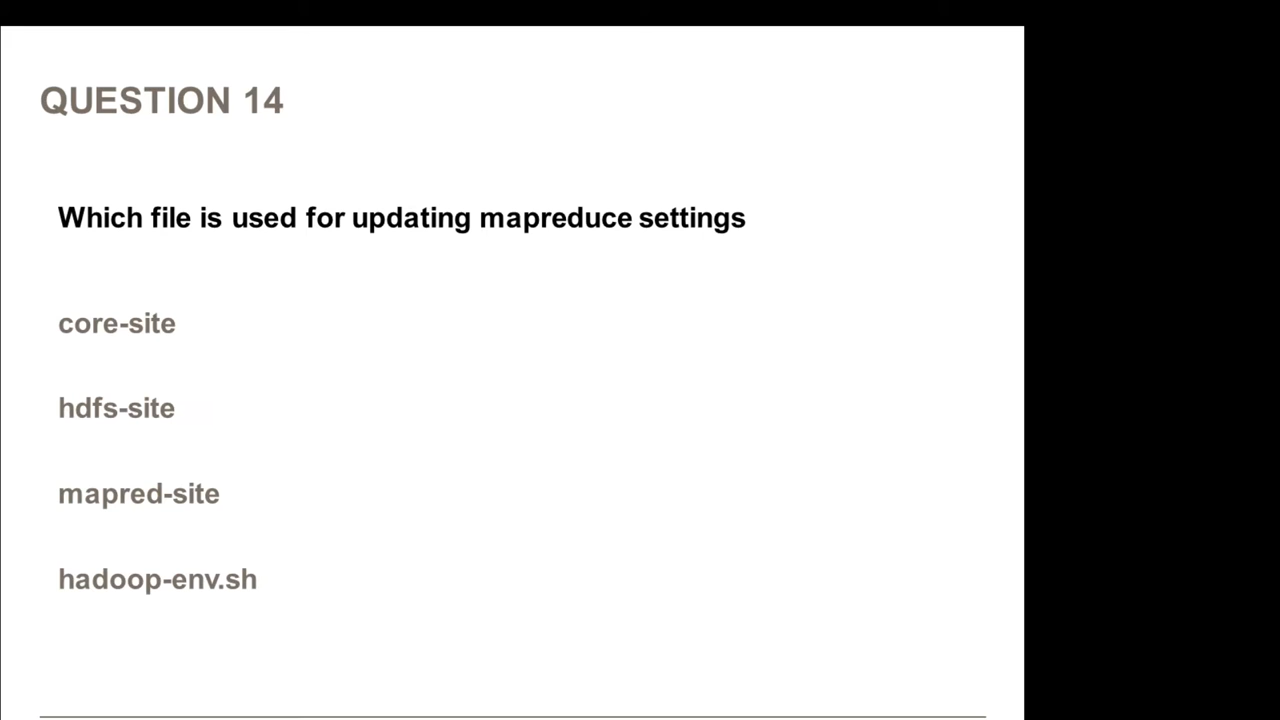 QUESTION 14
Which file is used for updating mapreduce settings
core-site
hdfs-site
mapred-site
hadoop-env.sh